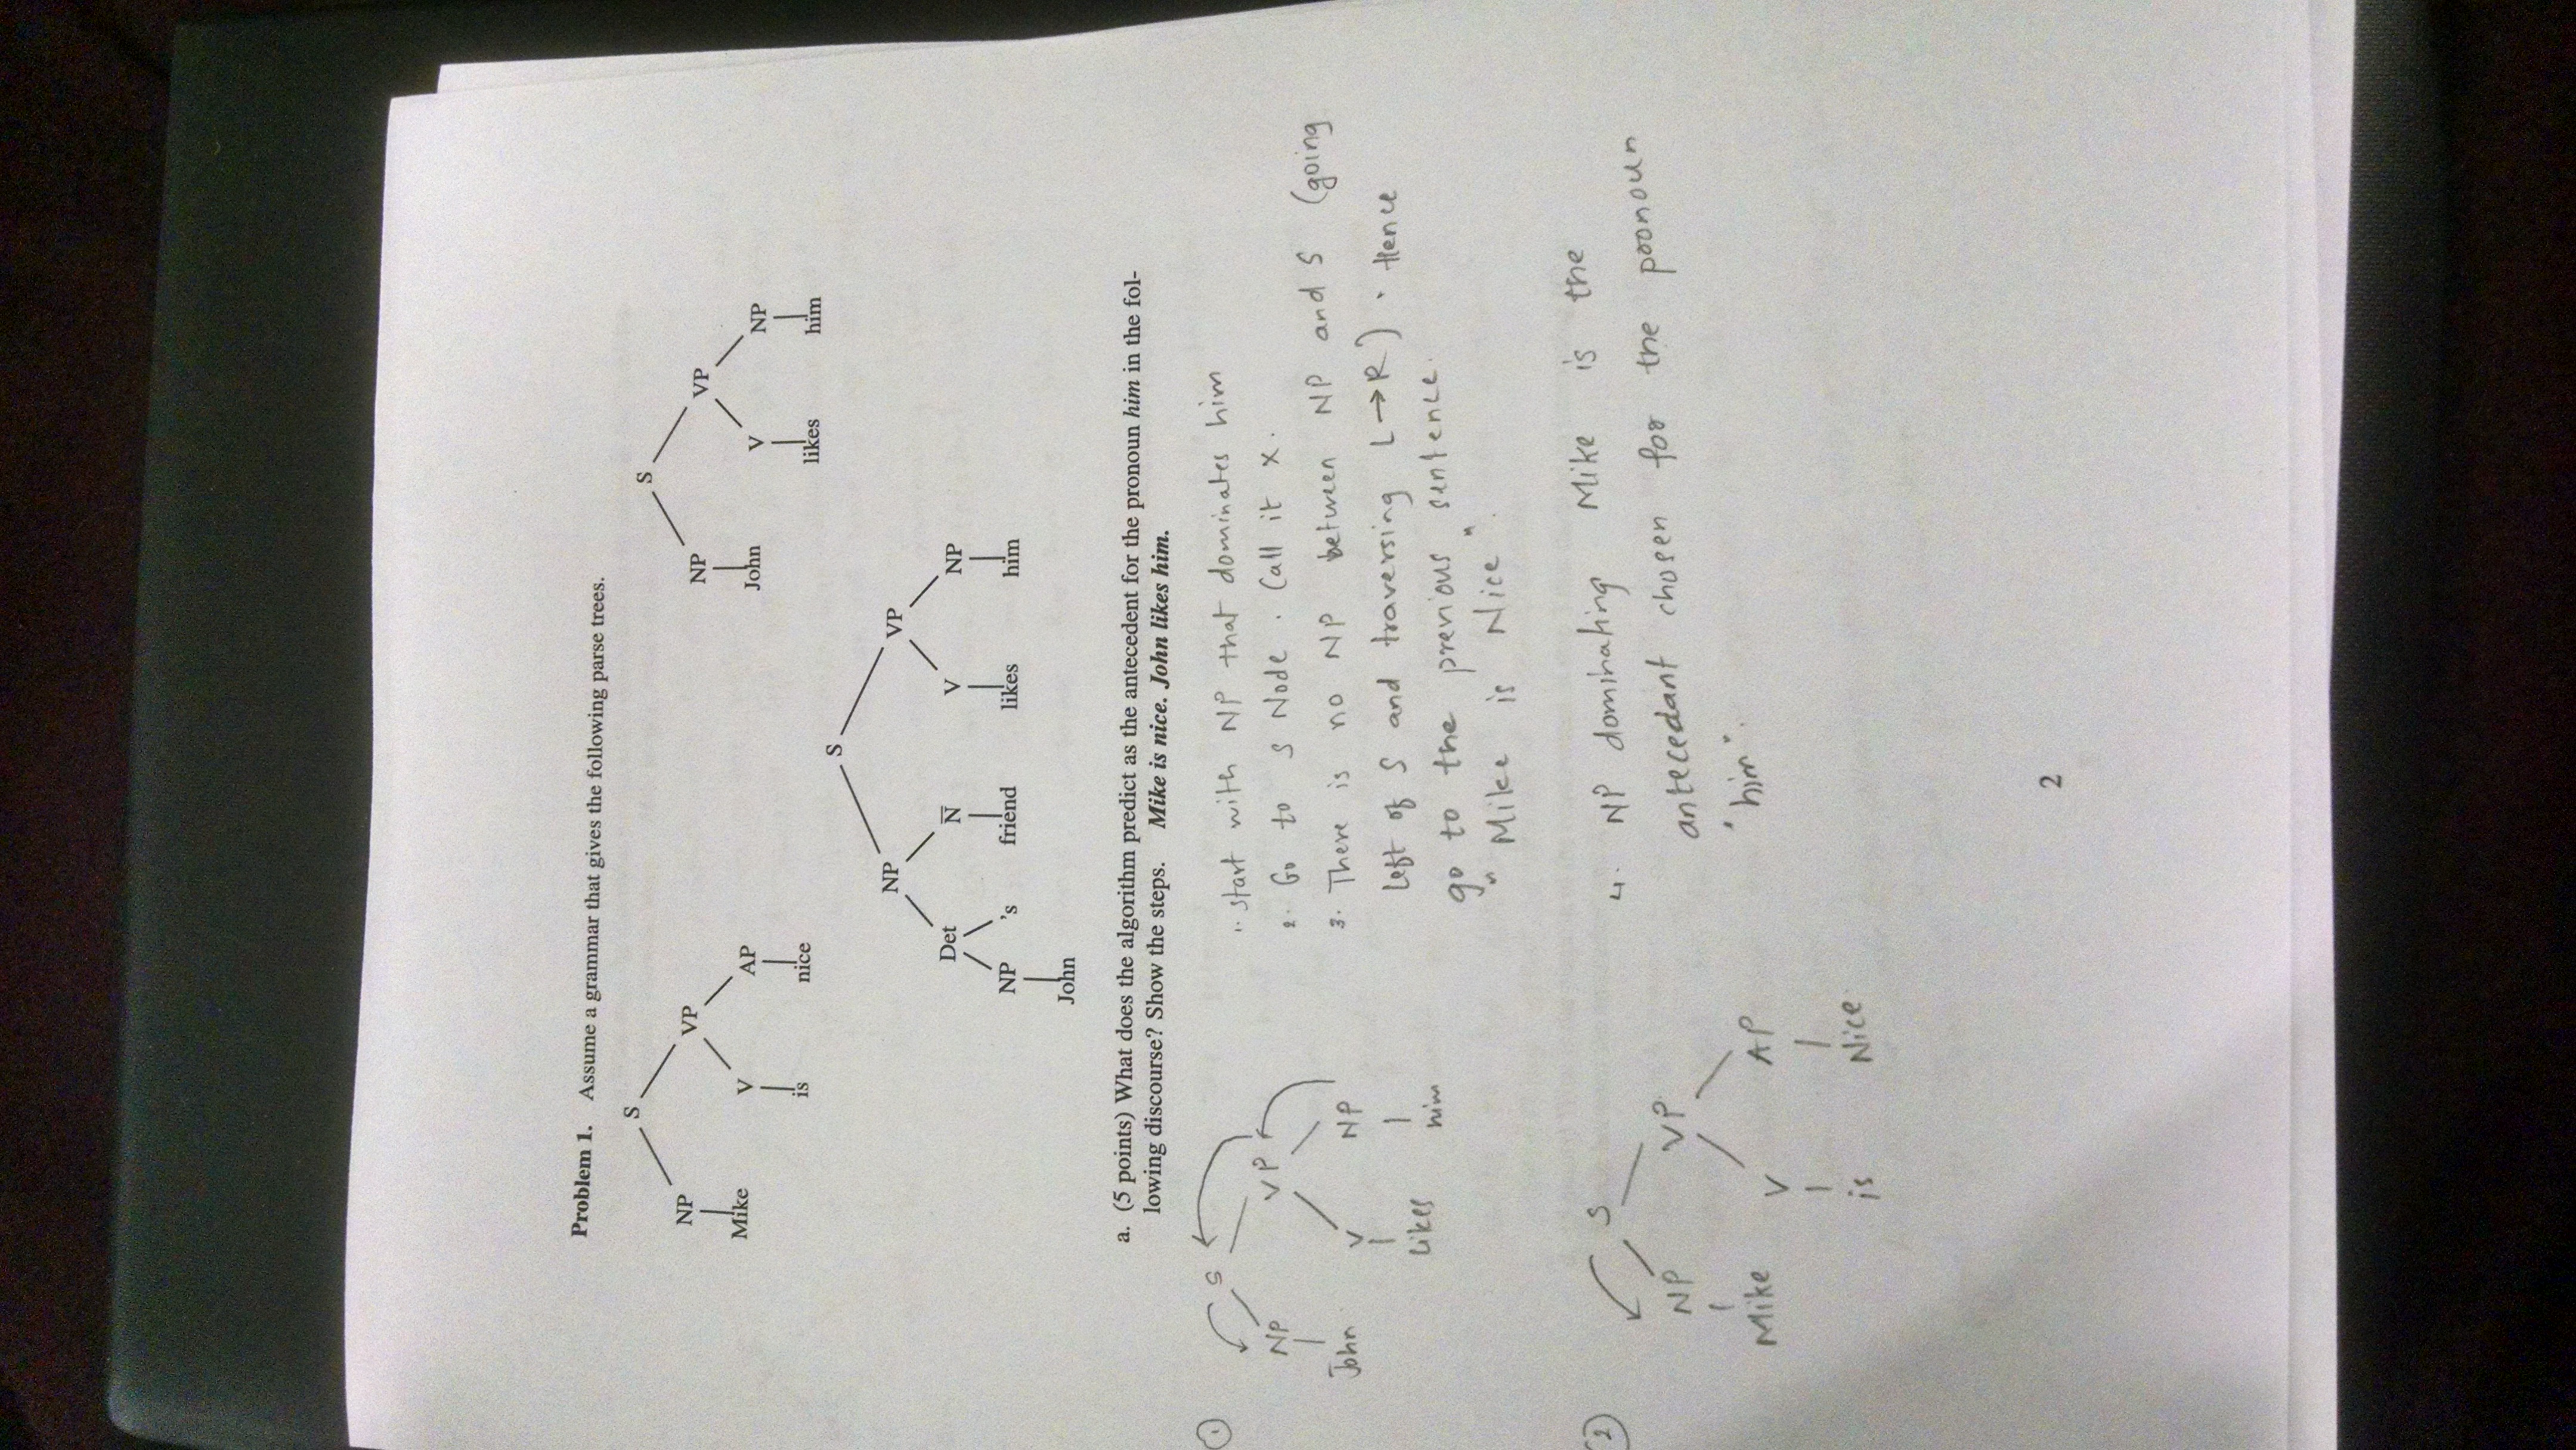 Problem 1. Assume a grammar that gives the following parse trees.
S
NP VP
Mike V AP
is nice
S
NP VP
John V NP
likes him
S
NP VP
Det N̅ V NP
NP 's friend likes him
John
a. (5 points) What does the algorithm predict as the antecedent for the pronoun him in the fol-
lowing discourse? Show the steps. Mike is nice. John likes him.
1
S
NP VP
John V NP
likes him
1. start with NP that dominates him
2. Go to S Node. Call it X.
3. There is no NP between NP and S (going
left of S and traversing L→R). Hence
go to the previous sentence.
"Mike is Nice".
2
S
NP VP
Mike V AP
is Nice
4. NP dominating Mike is the
antecedant chosen for the pronoun
"him".
2